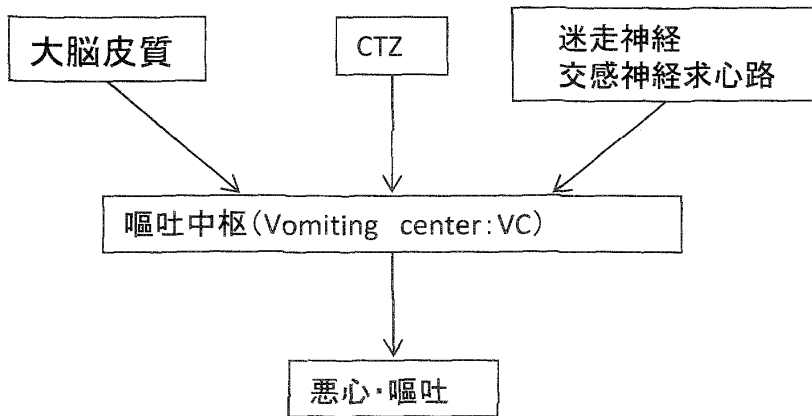 大脳皮質
CTZ
迷走神経
交感神経求心路
嘔吐中枢(Vomiting center:VC)
悪心・嘔吐